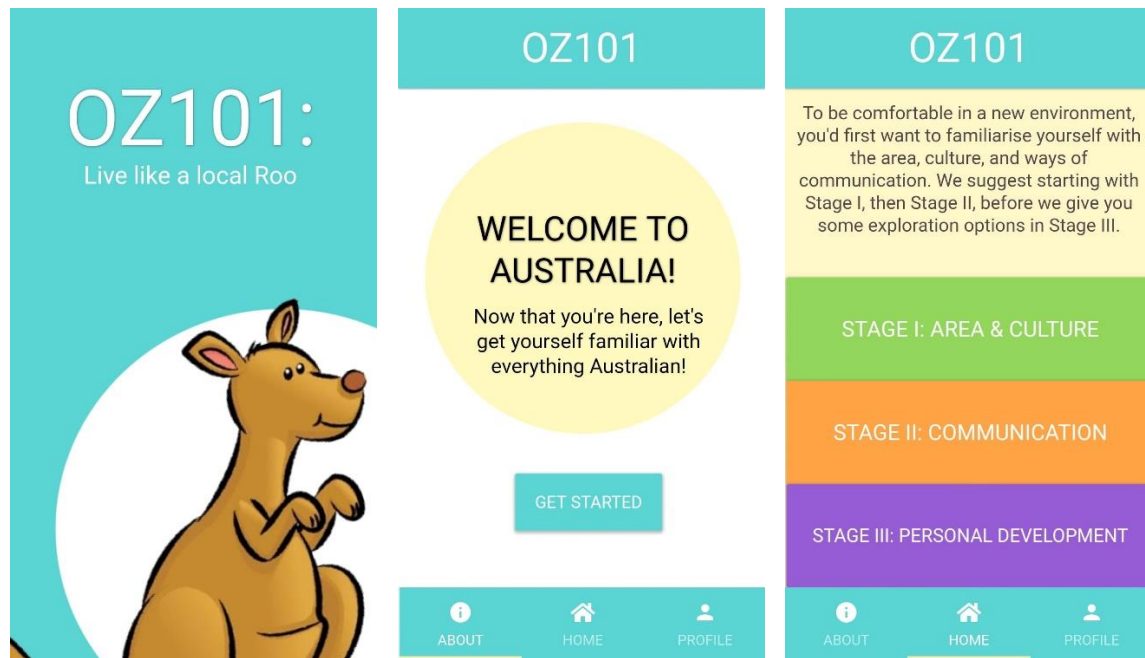 OZ101:
Live like a local Roo
OZ101
WELCOME TO
AUSTRALIA!
Now that you're here, let's
get yourself familiar with
everything Australian!
GET STARTED
ABOUT
HOME
PROFILE
OZ101
To be comfortable in a new environment,
you'd first want to familiarise yourself with
the area, culture, and ways of
communication. We suggest starting with
Stage I, then Stage II, before we give you
some exploration options in Stage III.
STAGE I: AREA & CULTURE
STAGE II: COMMUNICATION
STAGE III: PERSONAL DEVELOPMENT
ABOUT
HOME
PROFILE